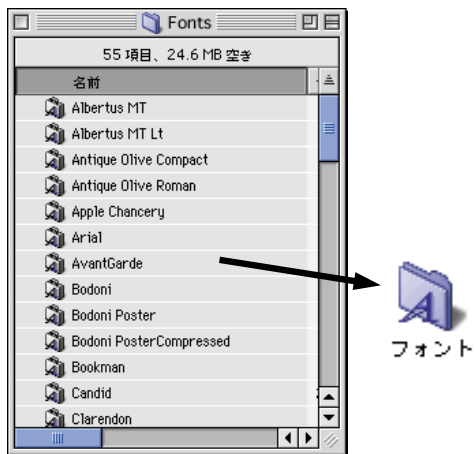 Fonts
55 項目、24.6 MB 空き
名前
Albertus MT
Albertus MT Lt
Antique Olive Compact
Antique Olive Roman
Apple Chancery
Arial
AvantGarde
Bodoni
Bodoni Poster
Bodoni PosterCompressed
Bookman
Candid
Clarendon
フォント